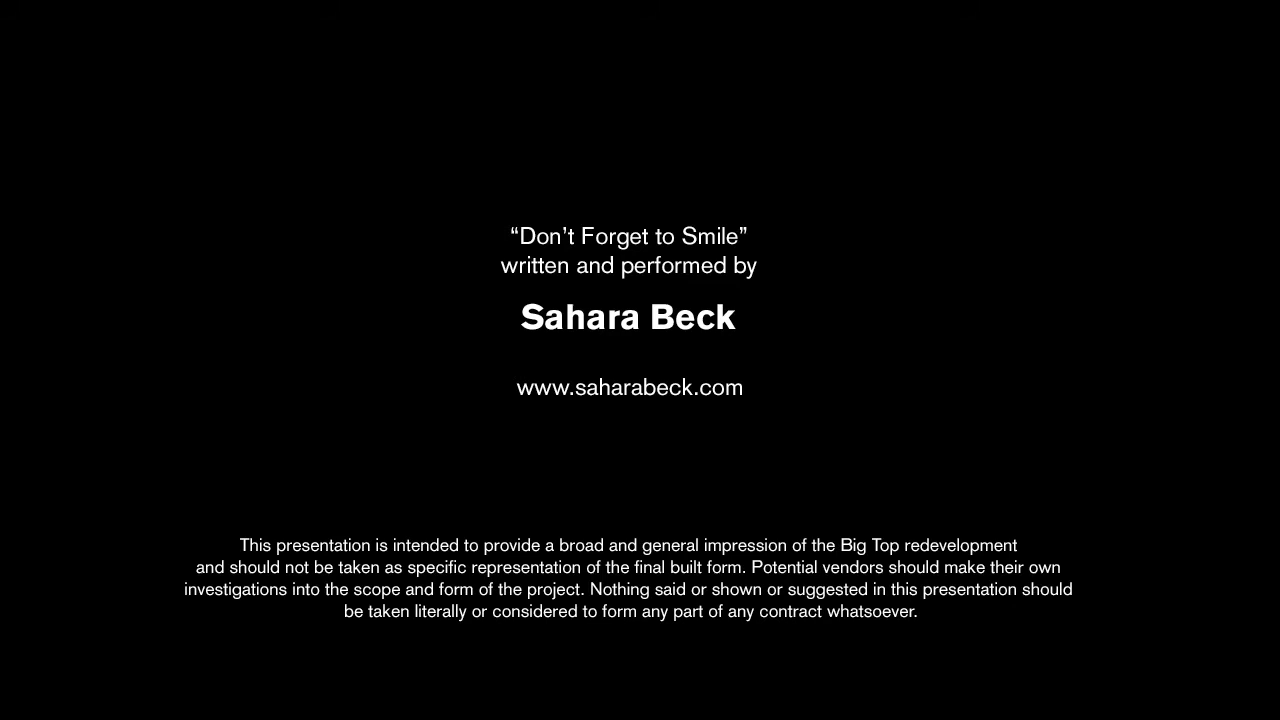 “Don’t Forget to Smile”
written and performed by
Sahara Beck
www.saharabeck.com
This presentation is intended to provide a broad and general impression of the Big Top redevelopment
and should not be taken as specific representation of the final built form. Potential vendors should make their own
investigations into the scope and form of the project. Nothing said or shown or suggested in this presentation should
be taken literally or considered to form any part of any contract whatsoever.